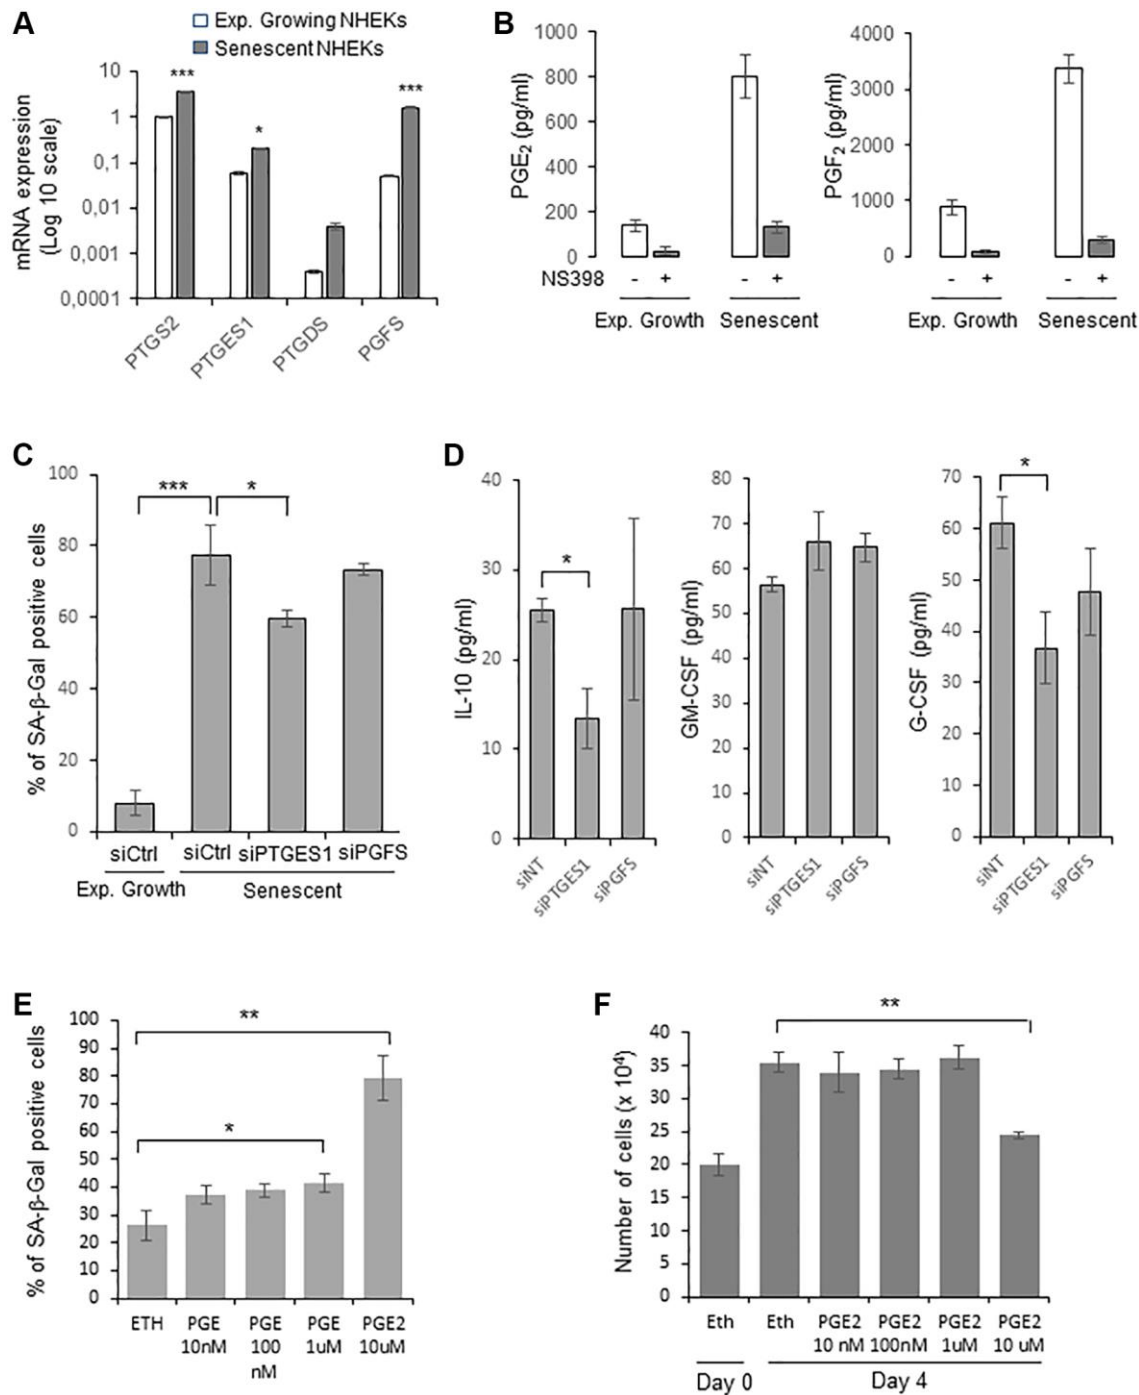 A
Exp. Growing NHEKs
Senescent NHEKs
mRNA expression
(Log 10 scale)
10
1
0,1
0,01
0,001
0,0001
***
*
***
PTGS2
PTGES1
PTGDS
PGFS
B
PGE2 (pg/ml)
1000
800
600
400
200
0
NS398
- + - +
Exp. Growth Senescent
PGF2 (pg/ml)
4000
3000
2000
1000
0
- + - +
Exp. Growth Senescent
C
% of SA-β-Gal positive cells
100
80
60
40
20
0
*** *
siCtrl siCtrl siPTGES1 siPGFS
Exp. Growth Senescent
D
IL-10 (pg/ml)
40
30
20
10
0
*
siNT
siPTGES1
siPGFS
GM-CSF (pg/ml)
80
70
60
50
40
30
20
10
0
siNT
siPTGES1
siPGFS
G-CSF (pg/ml)
70
60
50
40
30
20
10
0
*
siNT
siPTGES1
siPGFS
E
% of SA-β-Gal positive cells
100
90
80
70
60
50
40
30
20
10
0
**
*
ETH PGE PGE PGE PGE2
10nM 100 1uM 10uM
nM
F
Number of cells (x 10⁴)
40
35
30
25
20
15
10
5
0
**
Eth Eth PGE2 PGE2 PGE2 PGE2
10 nM 100nM 1uM 10 uM
Day 0 Day 4